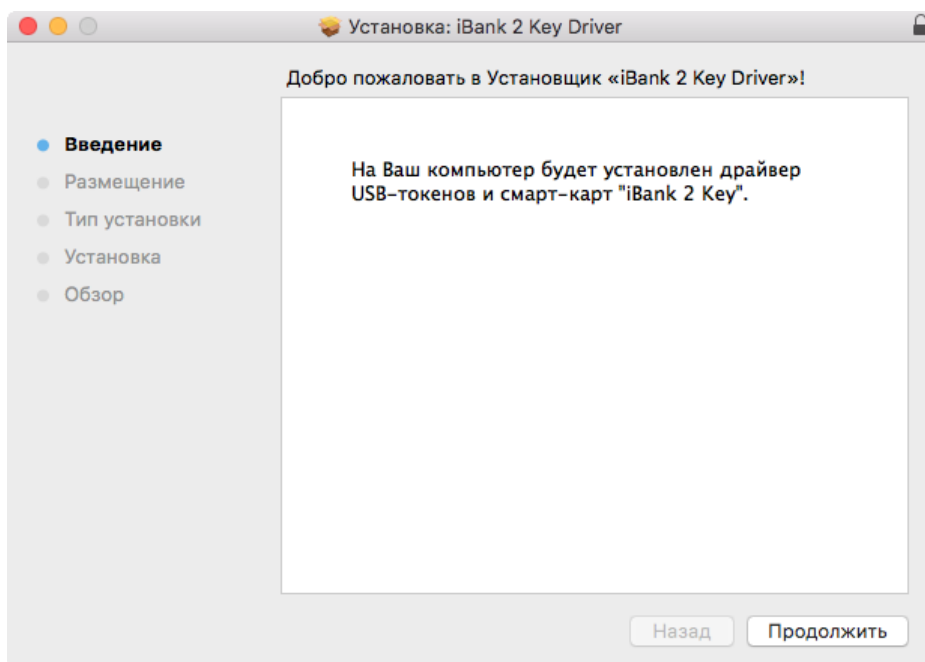 Установка: iBank 2 Key Driver
Добро пожаловать в Установщик «iBank 2 Key Driver»!
Введение
Размещение
Тип установки
Установка
Обзор
На Ваш компьютер будет установлен драйвер
USB-токенов и смарт-карт "iBank 2 Key".
Назад
Продолжить